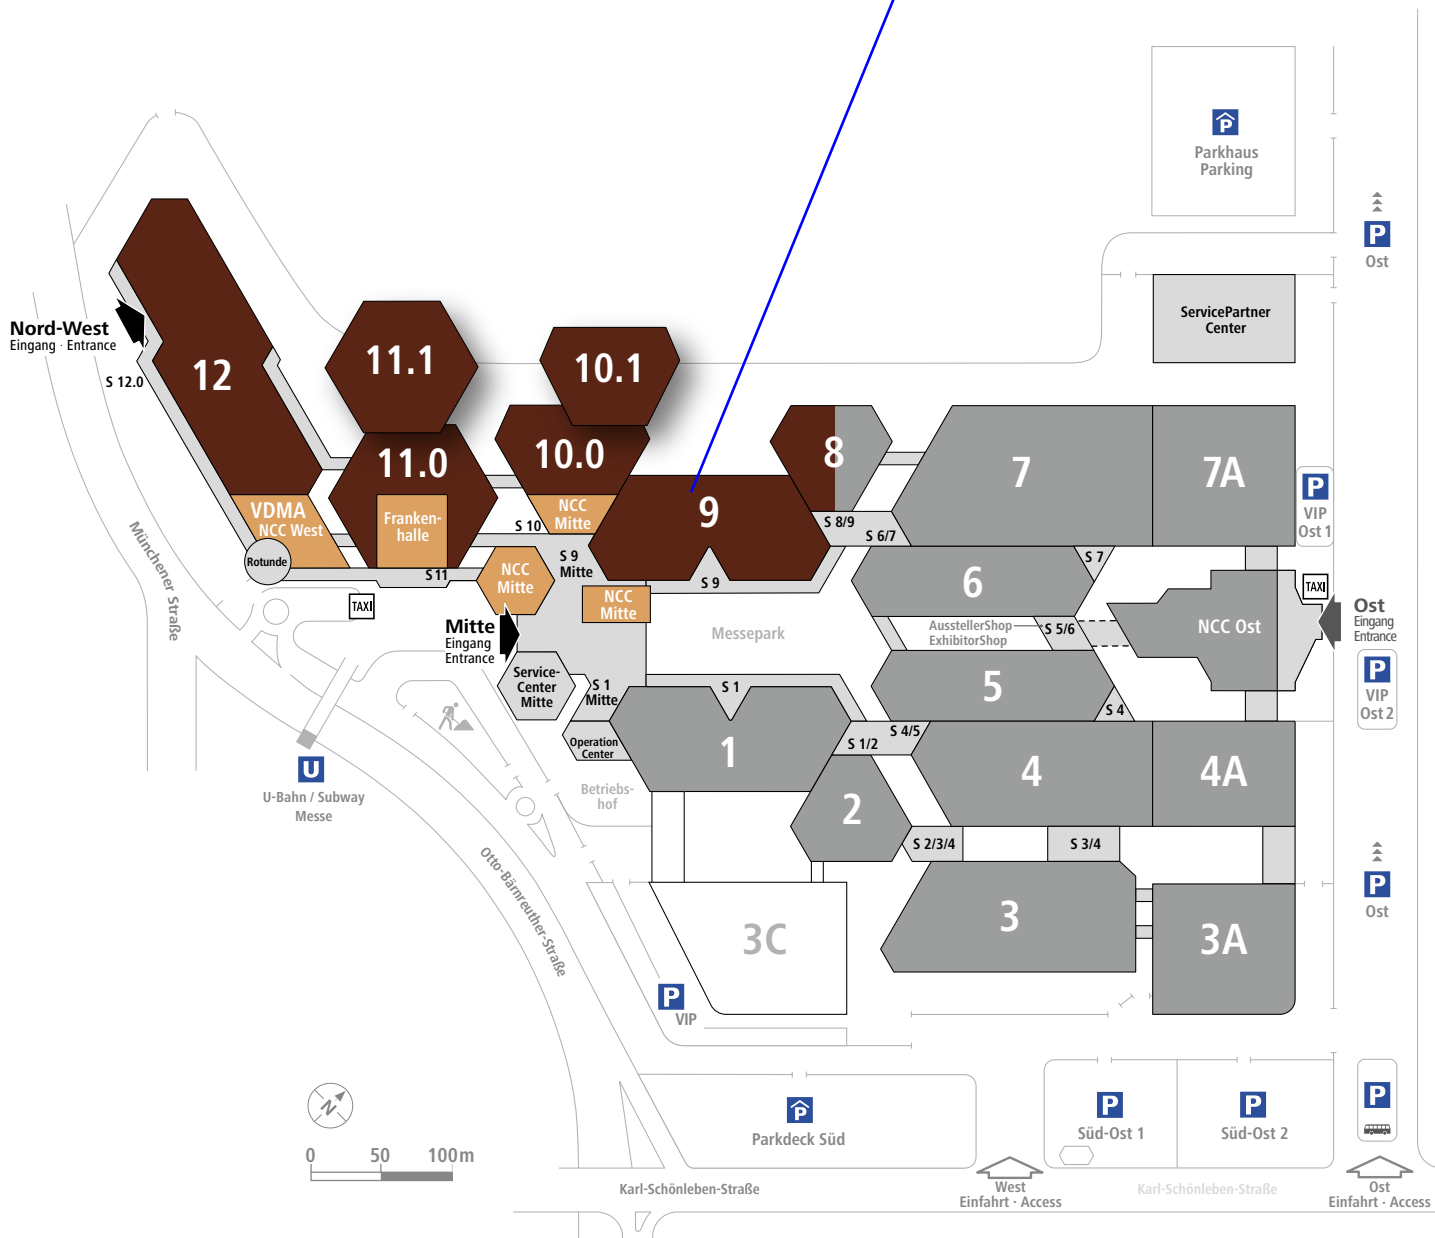 P
Parkhaus
Parking
P
Ost
ServicePartner
Center
Nord-West
Eingang · Entrance
S 12.0
12
11.1
10.1
11.0
10.0
8
7
7A
9
VDMA
NCC West
Franken-
halle
NCC
Mitte
S 10
S 8/9
S 6/7
P
VIP
Ost 1
Rotunde
S 11
S 9
Mitte
NCC
Mitte
S 9
NCC
Mitte
6
S 7
TAXI
TAXI
Münchener Straße
Mitte
Eingang
Entrance
Messepark
AusstellerShop
ExhibitorShop
S 5/6
NCC Ost
Ost
Eingang
Entrance
Service-
Center
Mitte
S 1
Mitte
S 1
5
S 4
P
VIP
Ost 2
Operation
Center
1
S 1/2
S 4/5
4
4A
U
U-Bahn / Subway
Messe
Betriebs-
hof
2
S 2/3/4
S 3/4
Otto-Bärnreuther-Straße
3C
3
3A
P
Ost
P
VIP
N
0 50 100m
P
Parkdeck Süd
P
Süd-Ost 1
P
Süd-Ost 2
P
Karl-Schönleben-Straße
West
Einfahrt · Access
Karl-Schönleben-Straße
Ost
Einfahrt · Access